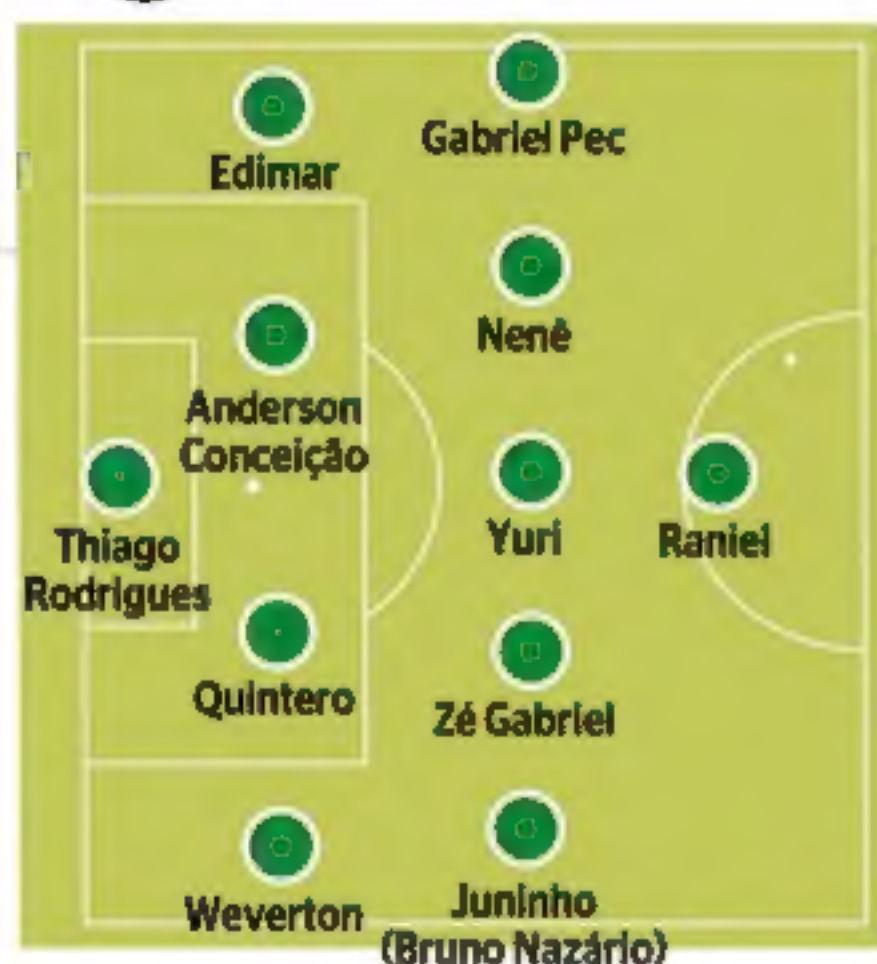 Gabriel Pec
Edimar
Nenê
Anderson
Conceição
Yuri
Raniel
Thiago
Rodrigues
Quintero
Zé Gabriel
Weverton
Juninho
(Bruno Nazário)